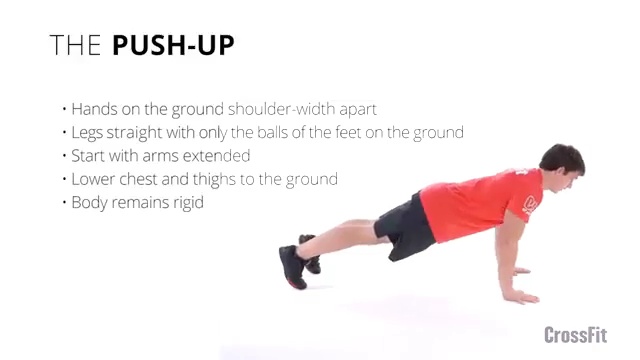 THE PUSH-UP
• Hands on the ground shoulder-width apart
• Legs straight with only the balls of the feet on the ground
• Start with arms extended
• Lower chest and thighs to the ground
• Body remains rigid
CrossFit